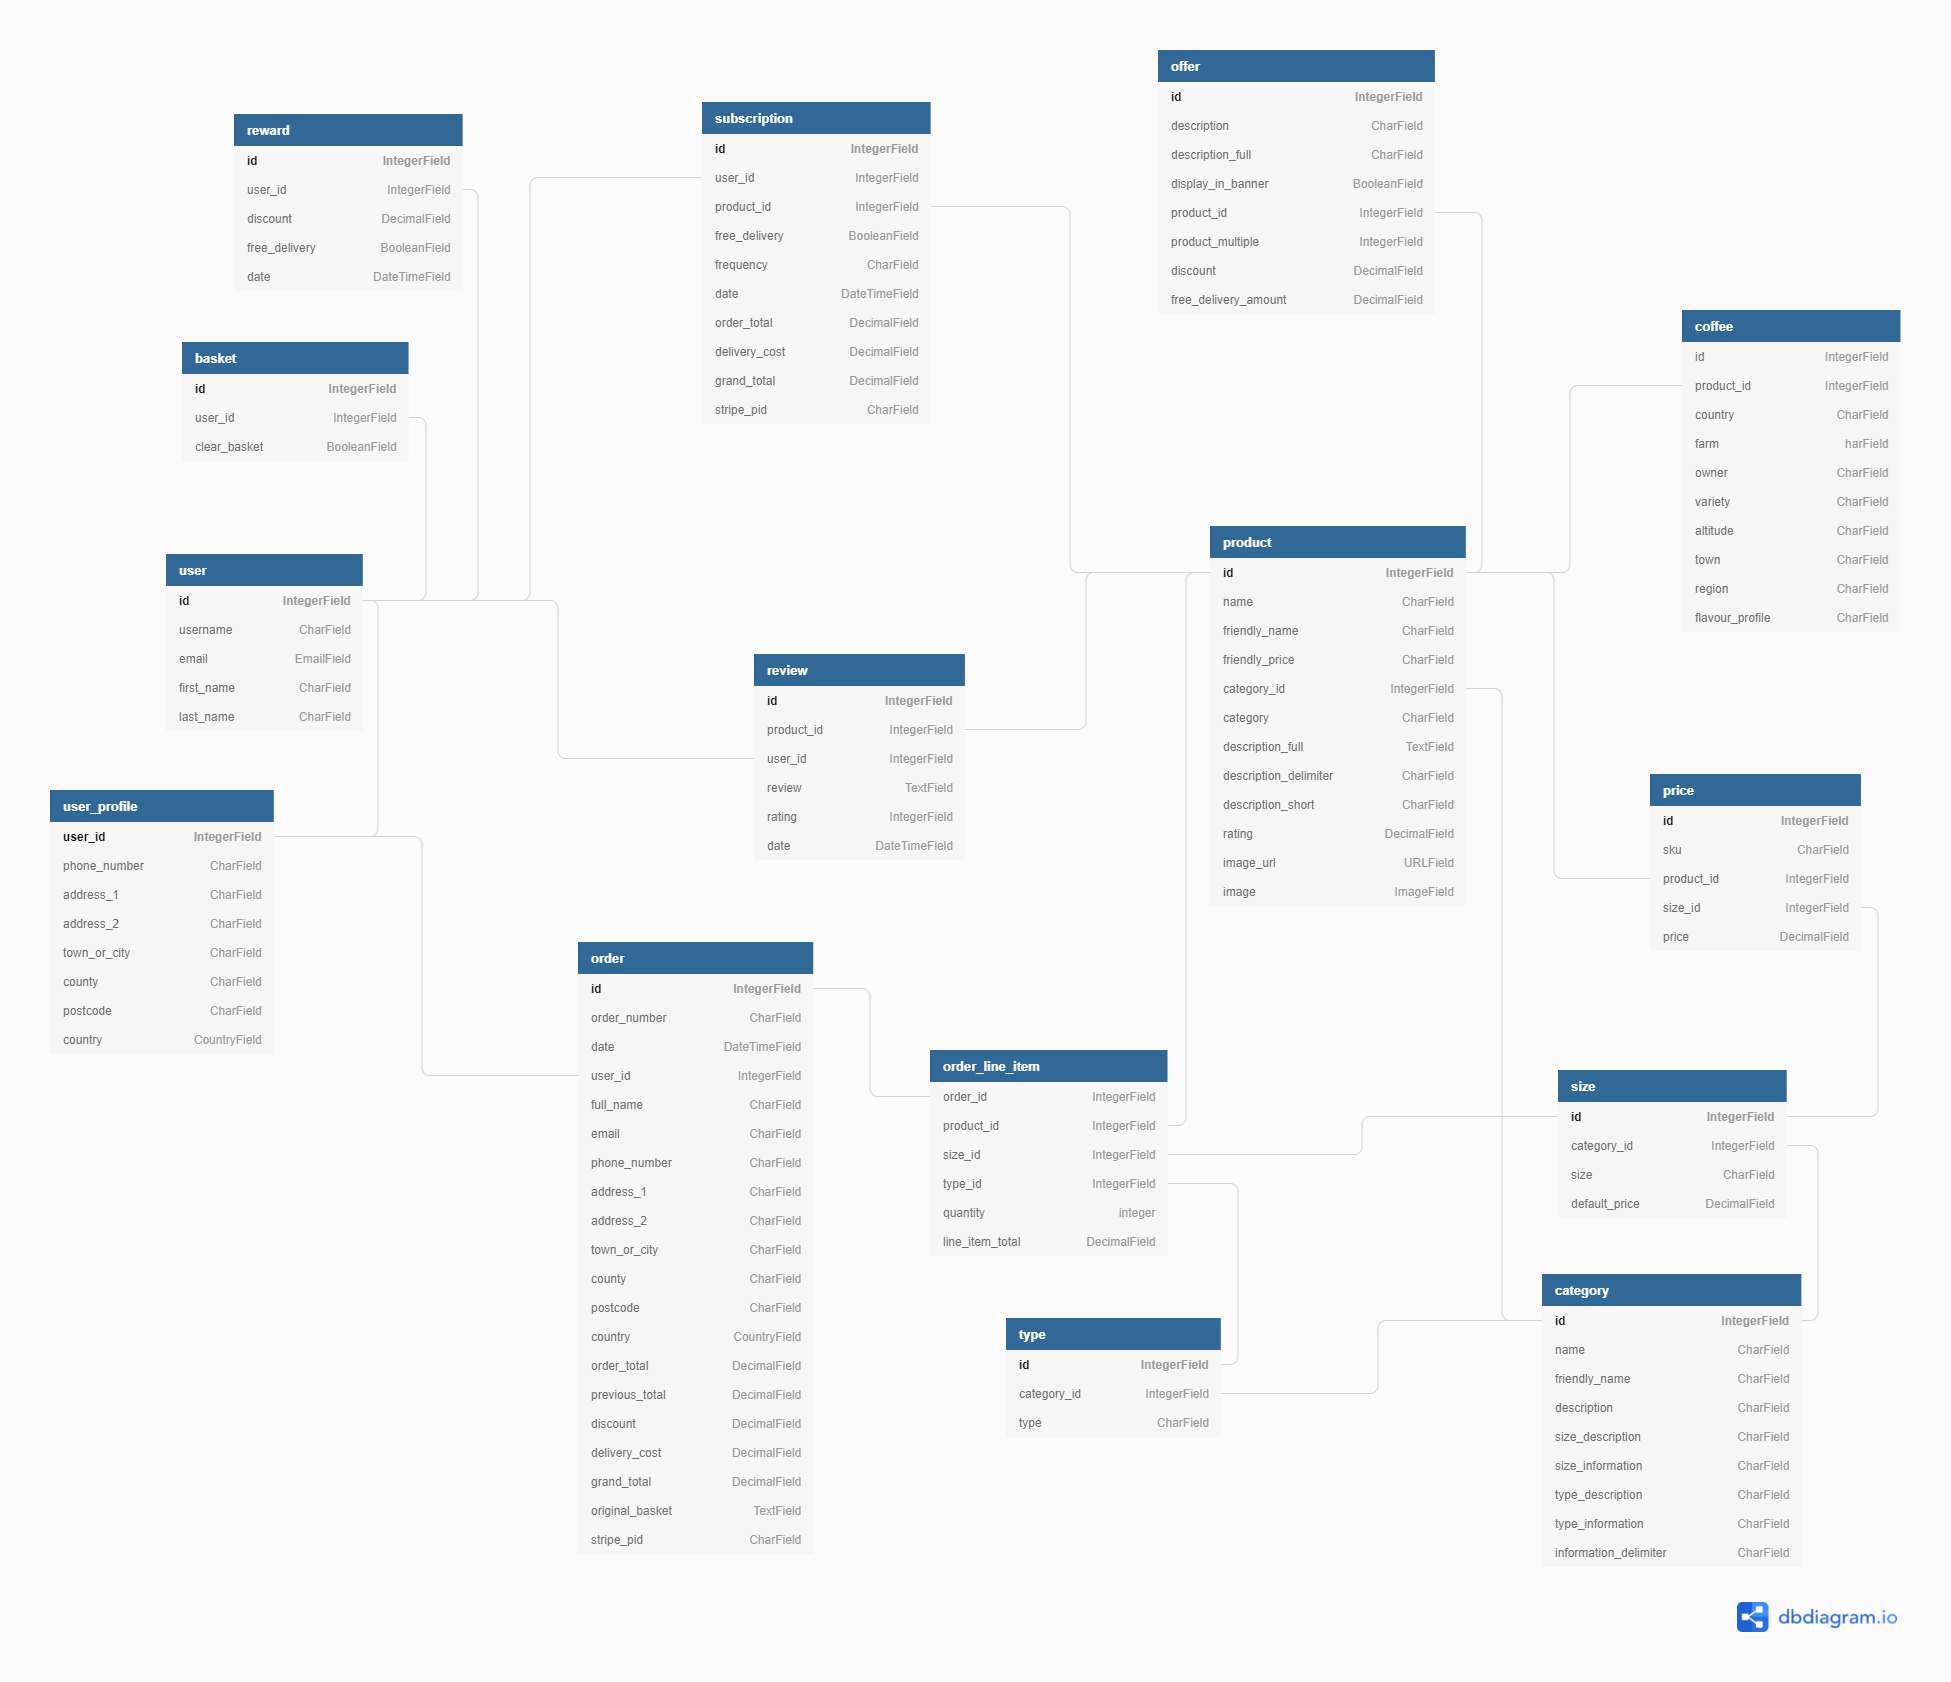 reward
id IntegerField
user_id IntegerField
discount DecimalField
free_delivery BooleanField
date DateTimeField
subscription
id IntegerField
user_id IntegerField
product_id IntegerField
free_delivery BooleanField
frequency CharField
date DateTimeField
order_total DecimalField
delivery_cost DecimalField
grand_total DecimalField
stripe_pid CharField
offer
id IntegerField
description CharField
description_full CharField
display_in_banner BooleanField
product_id IntegerField
product_multiple IntegerField
discount DecimalField
free_delivery_amount DecimalField
basket
id IntegerField
user_id IntegerField
clear_basket BooleanField
coffee
id IntegerField
product_id IntegerField
country CharField
farm harField
owner CharField
variety CharField
altitude CharField
town CharField
region CharField
flavour_profile CharField
user
id IntegerField
username CharField
email EmailField
first_name CharField
last_name CharField
product
id IntegerField
name CharField
friendly_name CharField
friendly_price CharField
category_id IntegerField
category CharField
description_full TextField
description_delimiter CharField
description_short CharField
rating DecimalField
image_url URLField
image ImageField
review
id IntegerField
product_id IntegerField
user_id IntegerField
review TextField
rating IntegerField
date DateTimeField
user_profile
user_id IntegerField
phone_number CharField
address_1 CharField
address_2 CharField
town_or_city CharField
county CharField
postcode CharField
country CountryField
price
id IntegerField
sku CharField
product_id IntegerField
size_id IntegerField
price DecimalField
order
id IntegerField
order_number CharField
date DateTimeField
user_id IntegerField
full_name CharField
email CharField
phone_number CharField
address_1 CharField
address_2 CharField
town_or_city CharField
county CharField
postcode CharField
country CountryField
order_total DecimalField
previous_total DecimalField
discount DecimalField
delivery_cost DecimalField
grand_total DecimalField
original_basket TextField
stripe_pid CharField
order_line_item
order_id IntegerField
product_id IntegerField
size_id IntegerField
type_id IntegerField
quantity integer
line_item_total DecimalField
size
id IntegerField
category_id IntegerField
size CharField
default_price DecimalField
type
id IntegerField
category_id IntegerField
type CharField
category
id IntegerField
name CharField
friendly_name CharField
description CharField
size_description CharField
size_information CharField
type_description CharField
type_information CharField
information_delimiter CharField
dbdiagram.io